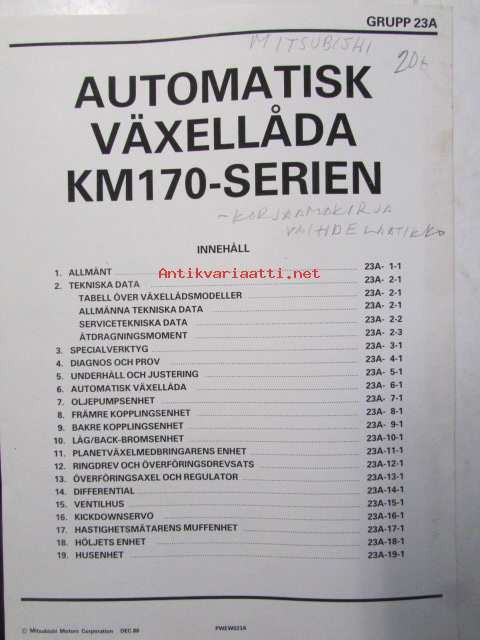 GRUPP 23A
MITSUBISHI
20€
AUTOMATISK
VÄXELLÅDA
KM170-SERIEN
-KORJAAMOKIRJA
VAIHDELAATIKKO
INNEHÅLL
1. ALLMÄNT 23A- 1-1
Antikvariaatti.net
2. TEKNISKA DATA 23A- 2-1
TABELL ÖVER VÄXELLÅDSMODELLER 23A- 2-1
ALLMÄNNA TEKNISKA DATA 23A- 2-1
SERVICETEKNISKA DATA 23A- 2-2
ÅTDRAGNINGSMOMENT 23A- 2-3
3. SPECIALVERKTYG 23A- 3-1
4. DIAGNOS OCH PROV 23A- 4-1
5. UNDERHÅLL OCH JUSTERING 23A- 5-1
6. AUTOMATISK VÄXELLÅDA 23A- 6-1
7. OLJEPUMPSENHET 23A- 7-1
8. FRÄMRE KOPPLINGSENHET 23A- 8-1
9. BAKRE KOPPLINGSENHET 23A- 9-1
10. LÅG/BACK-BROMSENHET 23A-10-1
11. PLANETVÄXELMEDBRINGARENS ENHET 23A-11-1
12. RINGDREV OCH ÖVERFÖRINGSDREVSATS 23A-12-1
13. ÖVERFÖRINGSAXEL OCH REGULATOR 23A-13-1
14. DIFFERENTIAL 23A-14-1
15. VENTILHUS 23A-15-1
16. KICKDOWNSERVO 23A-16-1
17. HASTIGHETSMÄTARENS MUFFENHET 23A-17-1
18. HÖLJETS ENHET 23A-18-1
19. HUSENHET 23A-19-1
© Mitsubishi Motors Corporation DEC 89 PWEW023A